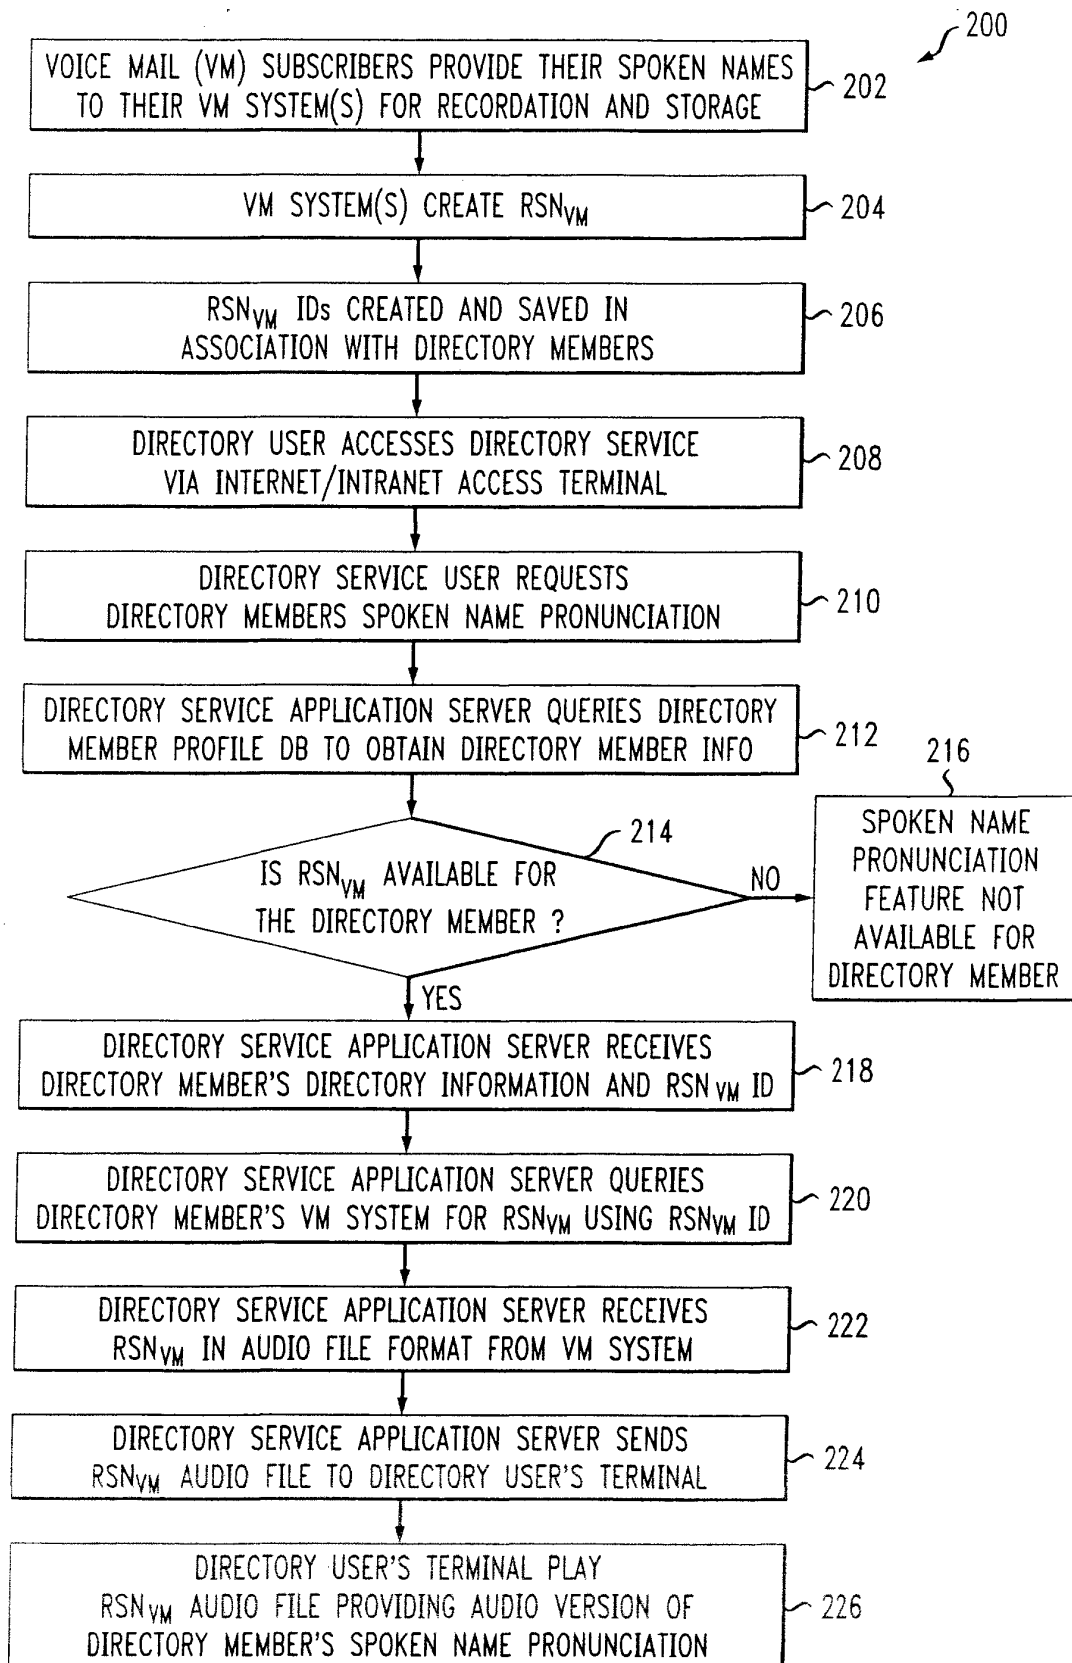 200
VOICE MAIL (VM) SUBSCRIBERS PROVIDE THEIR SPOKEN NAMES
TO THEIR VM SYSTEM(S) FOR RECORDATION AND STORAGE
202
VM SYSTEM(S) CREATE RSNVM
204
RSNVM IDs CREATED AND SAVED IN
ASSOCIATION WITH DIRECTORY MEMBERS
206
DIRECTORY USER ACCESSES DIRECTORY SERVICE
VIA INTERNET/INTRANET ACCESS TERMINAL
208
DIRECTORY SERVICE USER REQUESTS
DIRECTORY MEMBERS SPOKEN NAME PRONUNCIATION
210
DIRECTORY SERVICE APPLICATION SERVER QUERIES DIRECTORY
MEMBER PROFILE DB TO OBTAIN DIRECTORY MEMBER INFO
212
214
IS RSNVM AVAILABLE FOR
THE DIRECTORY MEMBER ?
NO
216
SPOKEN NAME
PRONUNCIATION
FEATURE NOT
AVAILABLE FOR
DIRECTORY MEMBER
YES
DIRECTORY SERVICE APPLICATION SERVER RECEIVES
DIRECTORY MEMBER'S DIRECTORY INFORMATION AND RSN VM ID
218
DIRECTORY SERVICE APPLICATION SERVER QUERIES
DIRECTORY MEMBER'S VM SYSTEM FOR RSNVM USING RSNVM ID
220
DIRECTORY SERVICE APPLICATION SERVER RECEIVES
RSNVM IN AUDIO FILE FORMAT FROM VM SYSTEM
222
DIRECTORY SERVICE APPLICATION SERVER SENDS
RSNVM AUDIO FILE TO DIRECTORY USER'S TERMINAL
224
DIRECTORY USER'S TERMINAL PLAY
RSNVM AUDIO FILE PROVIDING AUDIO VERSION OF
DIRECTORY MEMBER'S SPOKEN NAME PRONUNCIATION
226